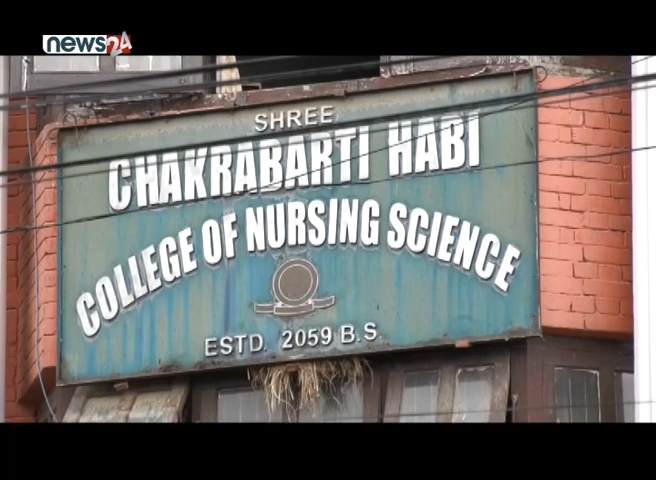 news24
SHREE
CHAKRABARTI HABI
COLLEGE OF NURSING SCIENCE
ESTD. 2059 B.S.